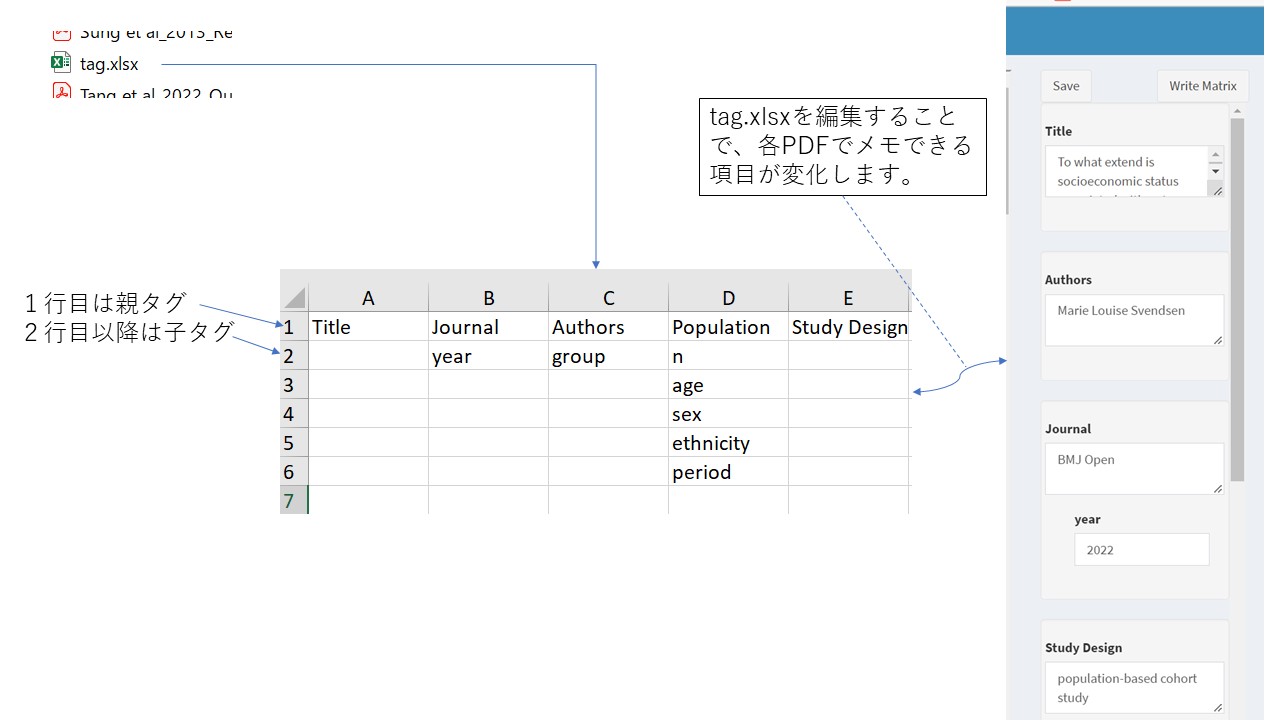 Sung et al_2013_Re
tag.xlsx
Tang et al_2022_Qu
tag.xlsxを編集すること
で、各PDFでメモできる
項目が変化します。
１行目は親タグ
２行目以降は子タグ
A B C D E
1 Title Journal Authors Population Study Design
2 year group n
3 age
4 sex
5 ethnicity
6 period
7
Save Write Matrix
Title
To what extend is
socioeconomic status
Authors
Marie Louise Svendsen
Journal
BMJ Open
year
2022
Study Design
population-based cohort
study